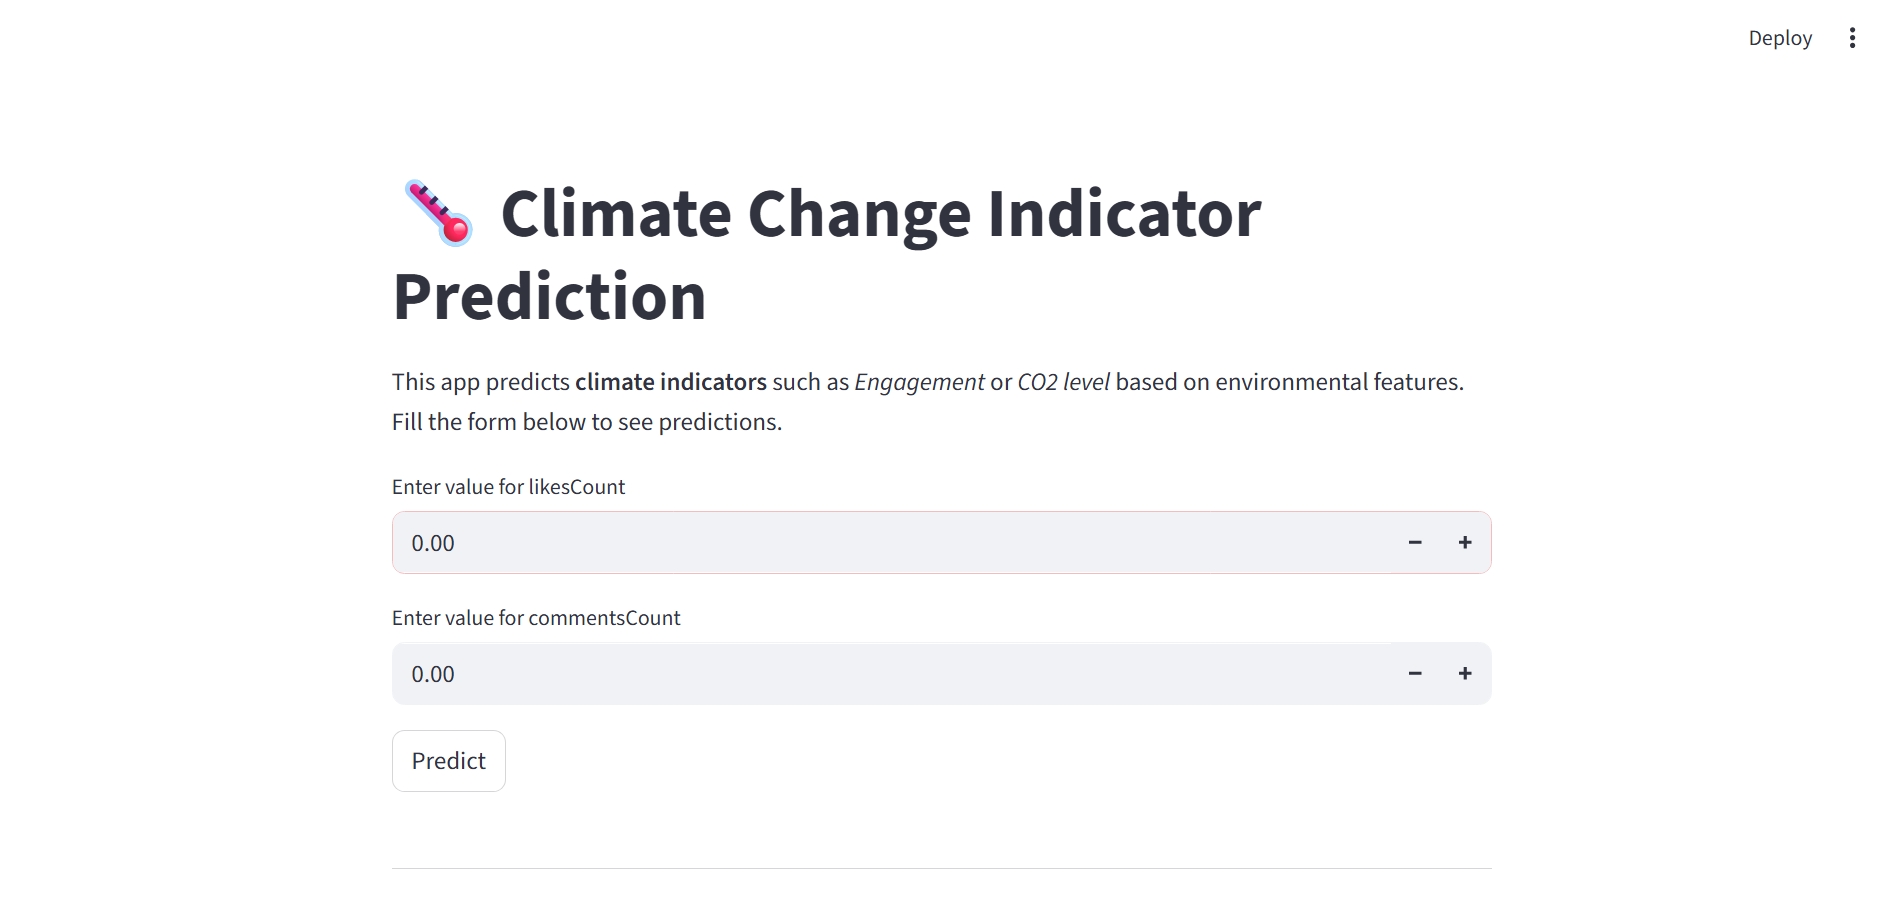 Deploy
Climate Change Indicator
Prediction
This app predicts climate indicators such as Engagement or CO2 level based on environmental features.
Fill the form below to see predictions.
Enter value for likesCount
0.00
Enter value for commentsCount
0.00
Predict